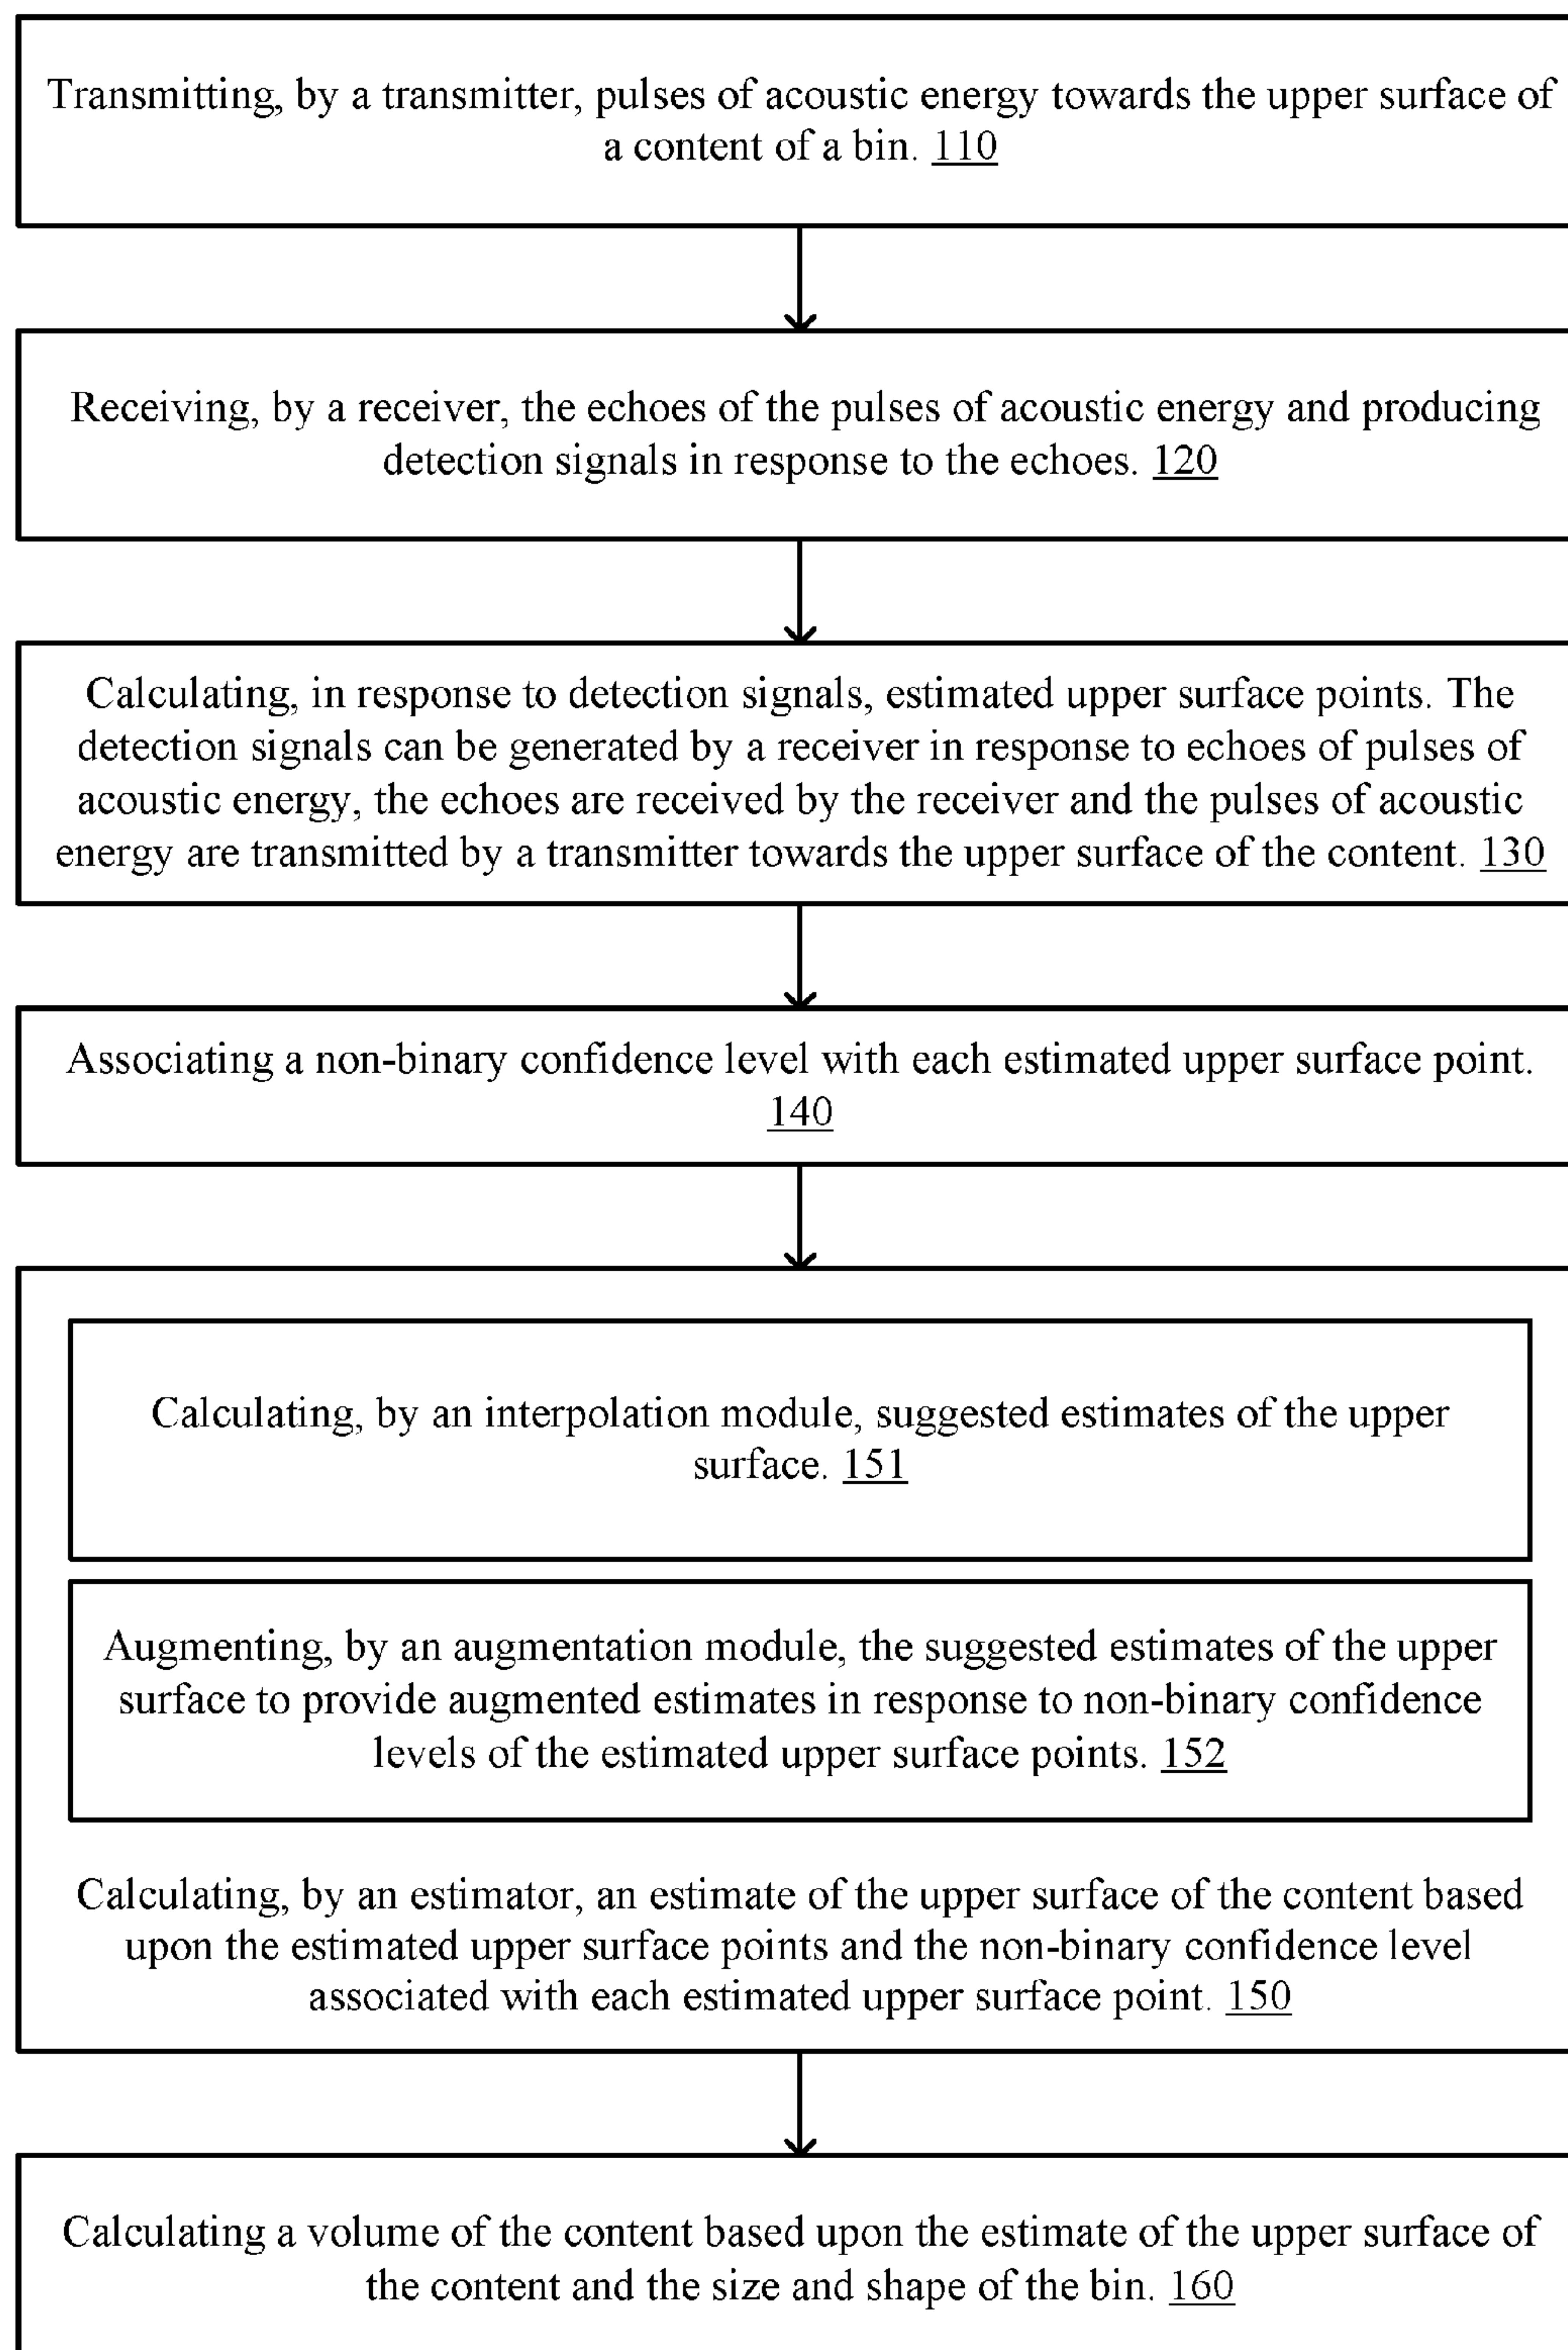 Transmitting, by a transmitter, pulses of acoustic energy towards the upper surface of
a content of a bin. 110
Receiving, by a receiver, the echoes of the pulses of acoustic energy and producing
detection signals in response to the echoes. 120
Calculating, in response to detection signals, estimated upper surface points. The
detection signals can be generated by a receiver in response to echoes of pulses of
acoustic energy, the echoes are received by the receiver and the pulses of acoustic
energy are transmitted by a transmitter towards the upper surface of the content. 130
Associating a non-binary confidence level with each estimated upper surface point.
140
Calculating, by an interpolation module, suggested estimates of the upper
surface. 151
Augmenting, by an augmentation module, the suggested estimates of the upper
surface to provide augmented estimates in response to non-binary confidence
levels of the estimated upper surface points. 152
Calculating, by an estimator, an estimate of the upper surface of the content based
upon the estimated upper surface points and the non-binary confidence level
associated with each estimated upper surface point. 150
Calculating a volume of the content based upon the estimate of the upper surface of
the content and the size and shape of the bin. 160